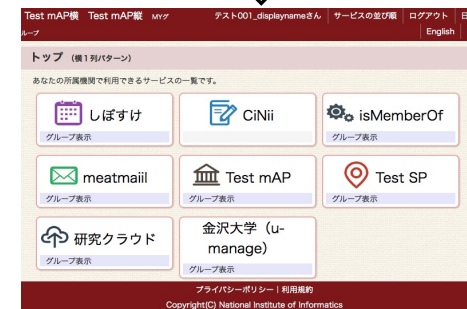 Test mAP横 Test mAP縦 MYグ テスト001_displaynameさん サービスの並び順 ログアウト 日
ループ English
トップ (横1列パターン)
あなたの所属機関で利用できるサービスの一覧です。
しぼすけ CiNii isMemberOf
グループ表示 グループ表示
meatmaiil Test mAP Test SP
グループ表示 グループ表示 グループ表示
研究クラウド 金沢大学（u-
manage）
グループ表示 グループ表示
プライバシーポリシー｜利用規約
Copyright(C) National Institute of Informatics